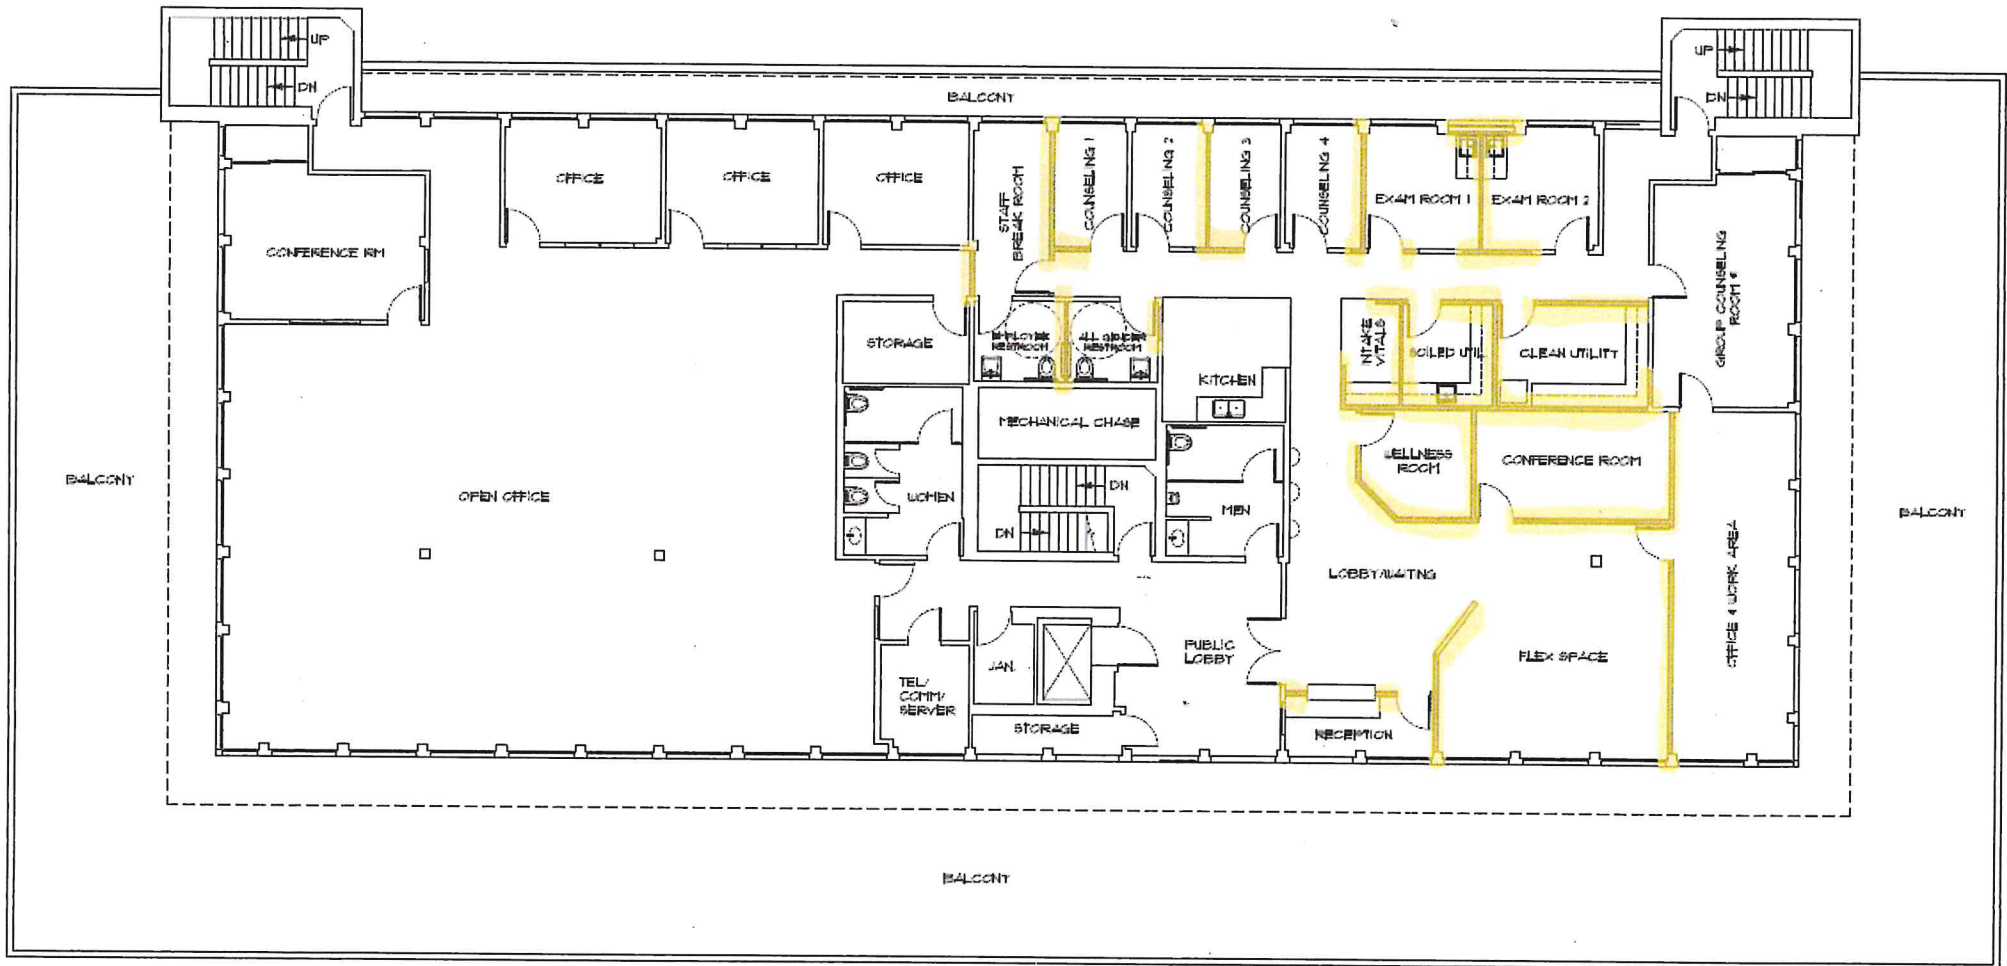 UP
DN
UP
DN
BALCONY
OFFICE
OFFICE
OFFICE
STAFF
BREAK ROOM
COUNSELING 1
COUNSELING 2
COUNSELING 3
COUNSELING 4
EXAM ROOM 1
EXAM ROOM 2
CONFERENCE RM
GROUP COUNSELING
ROOM
STORAGE
EMPLOYEE
RESTROOM
ALL GENDER
RESTROOM
KITCHEN
INTAKE
VITALS
SOILED UTIL.
CLEAN UTILITY
MECHANICAL CHASE
WELLNESS
ROOM
CONFERENCE ROOM
BALCONY
OPEN OFFICE
WOMEN
DN
DN
MEN
BALCONY
LOBBY/WAITING
OFFICE & WORK AREA
PUBLIC
LOBBY
FLEX SPACE
JAN.
TEL/
COMM/
SERVER
STORAGE
RECEPTION
BALCONY